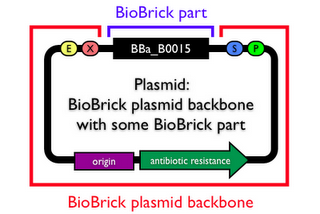 BioBrick part
E
X
BBa_B0015
S
P
Plasmid:
BioBrick plasmid backbone
with some BioBrick part
origin
antibiotic resistance
BioBrick plasmid backbone